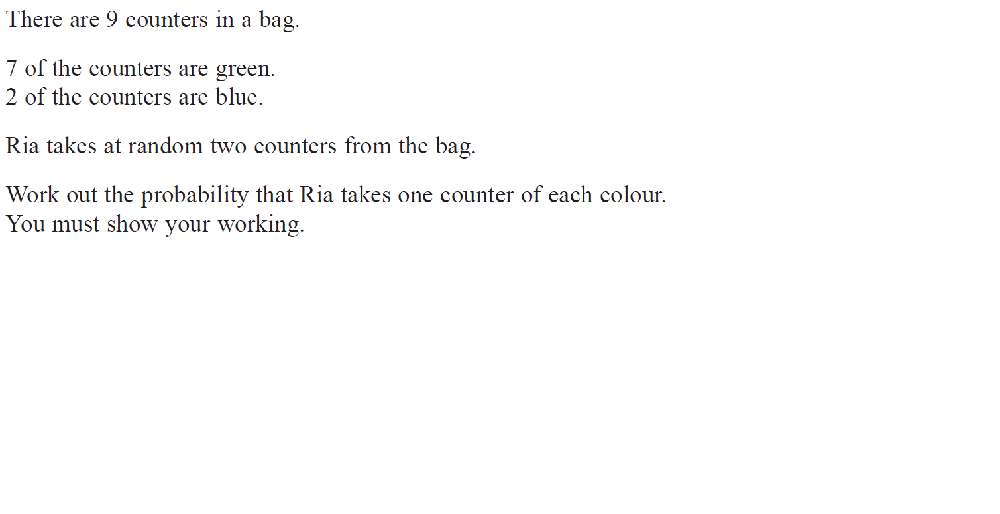 There are 9 counters in a bag.
7 of the counters are green.
2 of the counters are blue.
Ria takes at random two counters from the bag.
Work out the probability that Ria takes one counter of each colour.
You must show your working.